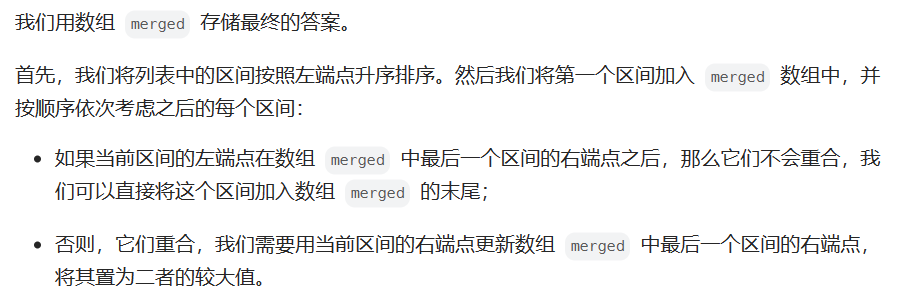 我们用数组 merged 存储最终的答案。
首先，我们将列表中的区间按照左端点升序排序。然后我们将第一个区间加入 merged 数组中，并
按顺序依次考虑之后的每个区间：
• 如果当前区间的左端点在数组 merged 中最后一个区间的右端点之后，那么它们不会重合，我
们可以直接将这个区间加入数组 merged 的末尾；
• 否则，它们重合，我们需要用当前区间的右端点更新数组 merged 中最后一个区间的右端点，
将其置为二者的较大值。